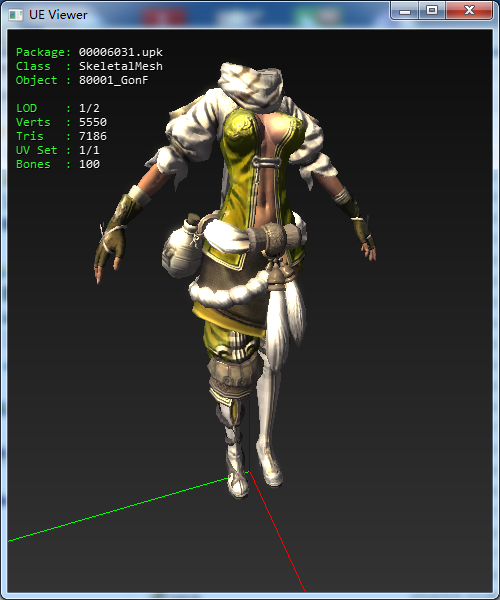 UE Viewer
Package: 00006031.upk
Class : SkeletalMesh
Object : 80001_GonF
LOD : 1/2
Verts : 5550
Tris : 7186
UV Set : 1/1
Bones : 100